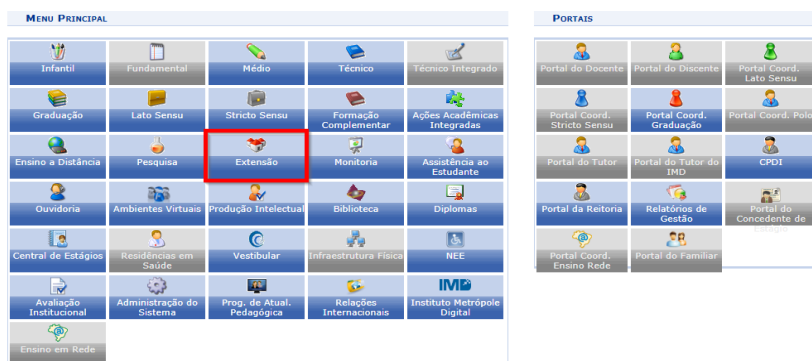 MENU PRINCIPAL
Infantil
Fundamental
Médio
Técnico
Técnico Integrado
Graduação
Lato Sensu
Stricto Sensu
Formação
Complementar
Ações Acadêmicas
Integradas
Ensino a Distância
Pesquisa
Extensão
Monitoria
Assistência ao
Estudante
Ouvidoria
Ambientes Virtuais
Produção Intelectual
Biblioteca
Diplomas
Central de Estágios
Residências em
Saúde
Vestibular
Infraestrutura Física
NEE
Avaliação
Institucional
Administração do
Sistema
Prog. de Atual.
Pedagógica
Relações
Internacionais
IMD
Instituto Metrópole
Digital
Ensino em Rede
PORTAIS
Portal do Docente
Portal do Discente
Portal Coord.
Lato Sensu
Portal Coord.
Stricto Sensu
Portal Coord.
Graduação
Portal Coord. Polo
Portal do Tutor
Portal do Tutor do
IMD
CPDI
Portal da Reitoria
Relatórios de
Gestão
Portal do
Concedente de
Estágio
Portal Coord.
Ensino Rede
Portal do Familiar